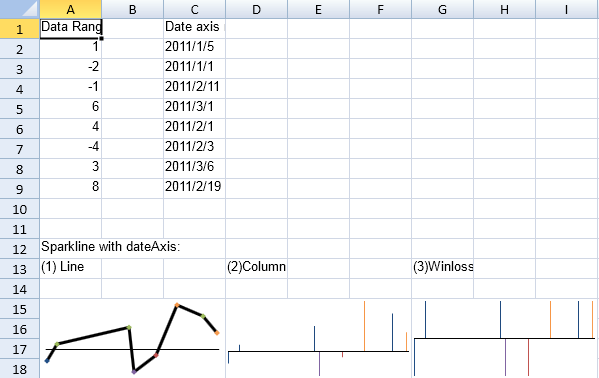 A B C D E F G H I
1 Data Rang Date axis
2 1 2011/1/5
3 -2 2011/1/1
4 -1 2011/2/11
5 6 2011/3/1
6 4 2011/2/1
7 -4 2011/2/3
8 3 2011/3/6
9 8 2011/2/19
10
11
12 Sparkline with dateAxis:
13 (1) Line (2)Column (3)Winloss
14
15
16
17
18